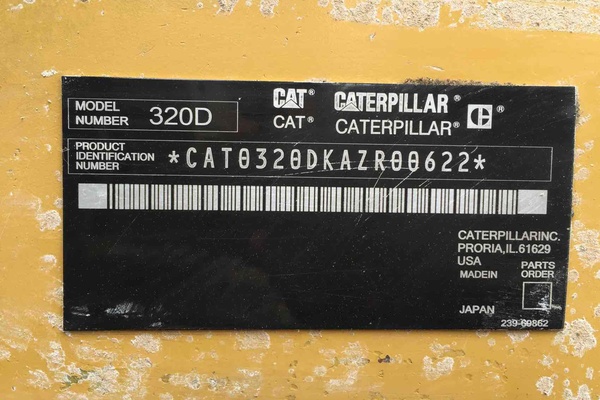 MODEL NUMBER 320D
CAT® CATERPILLAR®
CAT® CATERPILLAR® C®
PRODUCT IDENTIFICATION NUMBER *CAT0320DKAZR00622*
CATERPILLARINC.
PRORIA,IL.61629
USA
PARTS
MADEIN ORDER
JAPAN
239-69862